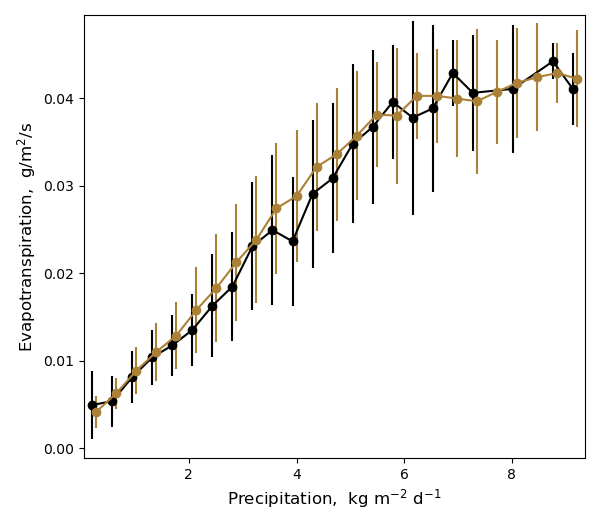 0.04
0.03
0.02
0.01
0.00
Evapotranspiration, g/m²/s
2 4 6 8
Precipitation, kg m⁻² d⁻¹